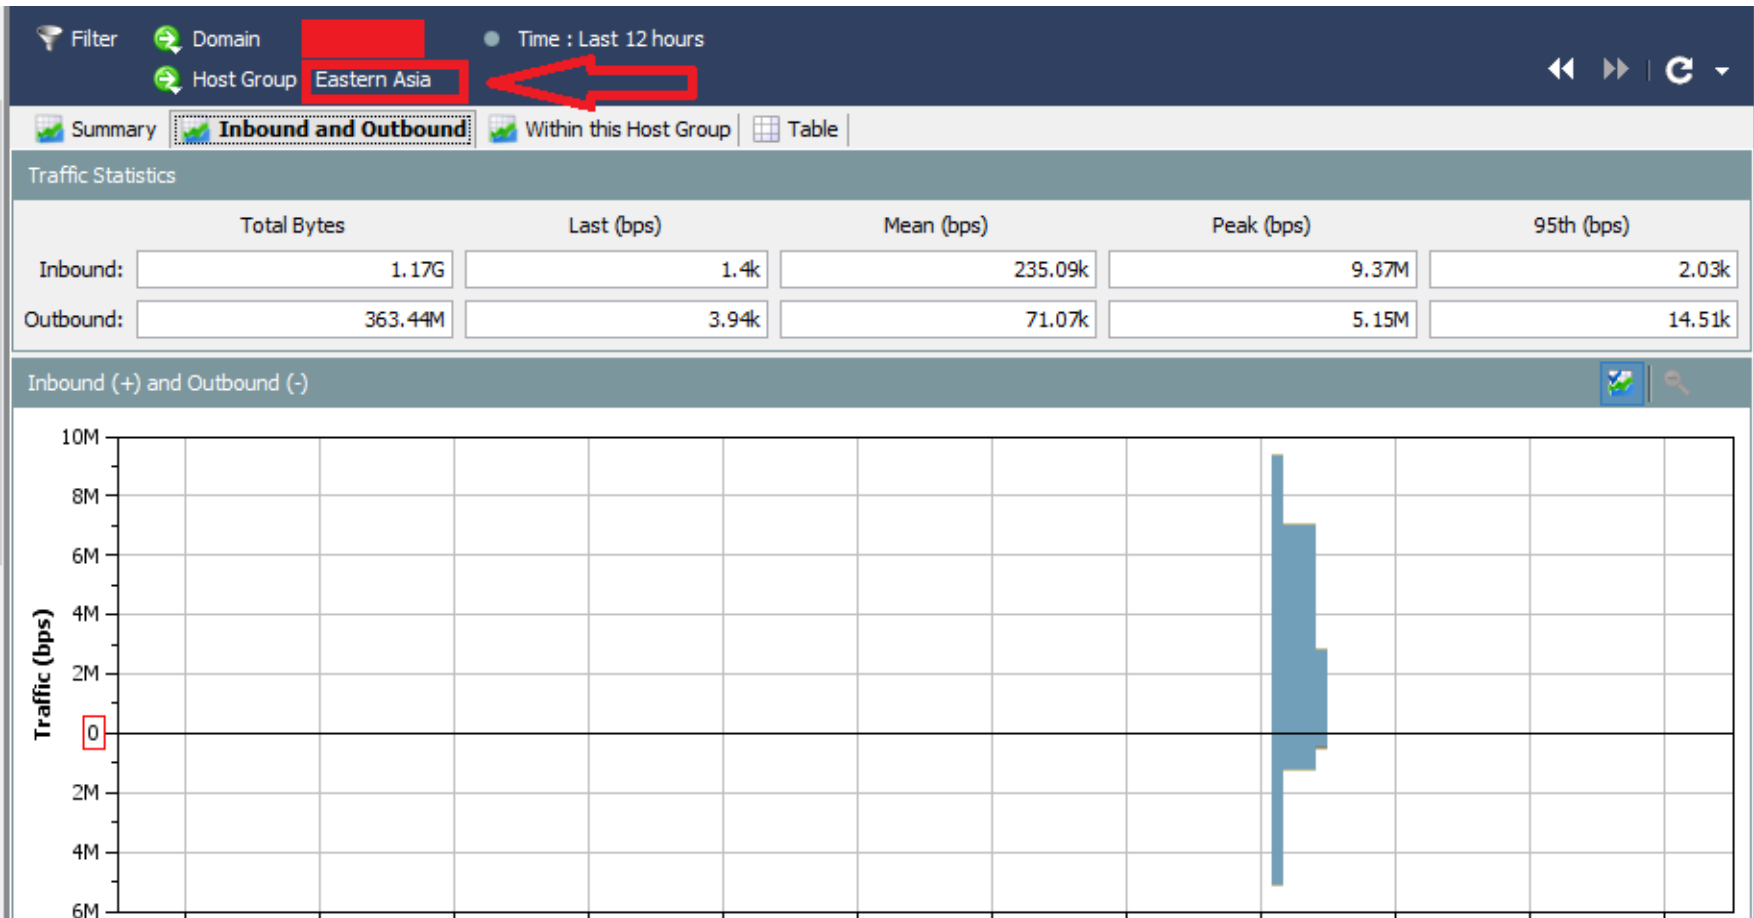 Filter Domain Time : Last 12 hours
Host Group Eastern Asia
Summary Inbound and Outbound Within this Host Group Table
Traffic Statistics
Total Bytes Last (bps) Mean (bps) Peak (bps) 95th (bps)
Inbound: 1.17G 1.4k 235.09k 9.37M 2.03k
Outbound: 363.44M 3.94k 71.07k 5.15M 14.51k
Inbound (+) and Outbound (-)
10M
8M
6M
4M
2M
0
2M
4M
6M
Traffic (bps)